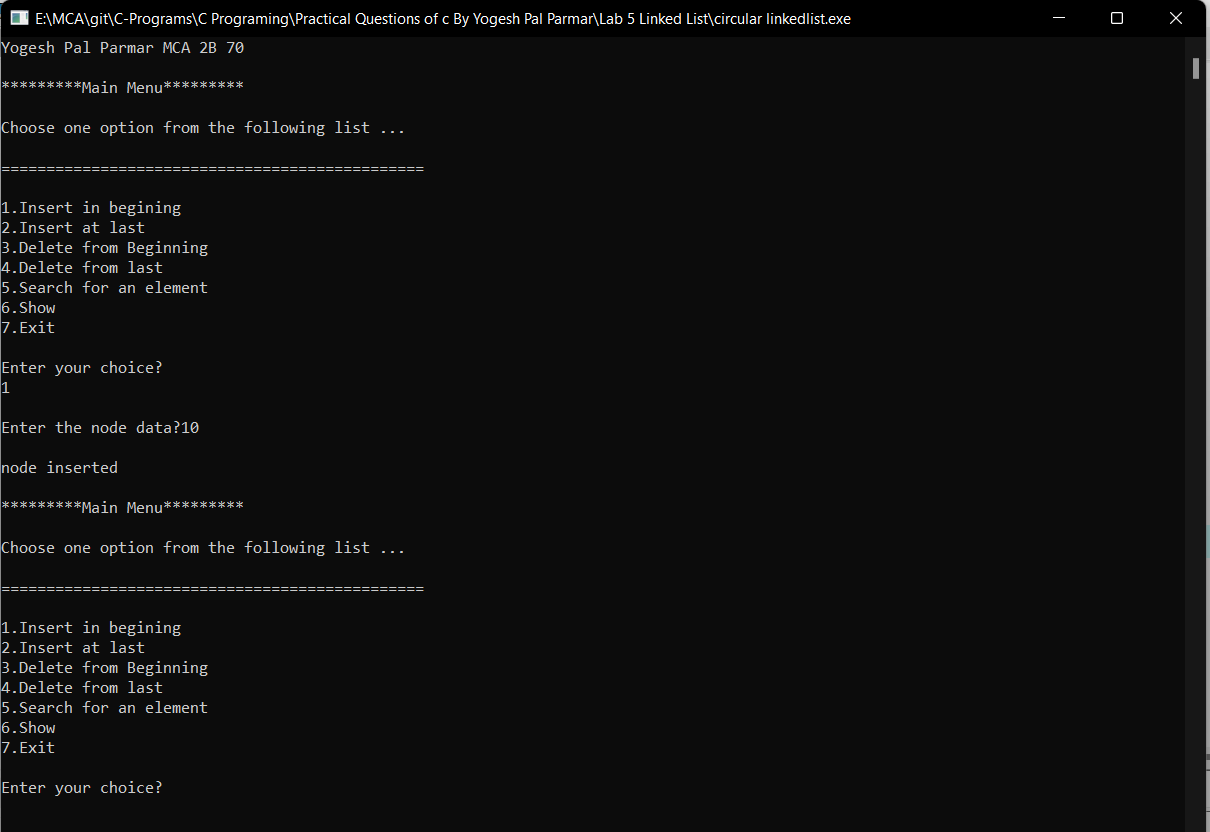 E:\MCA\git\C-Programs\C Programing\Practical Questions of c By Yogesh Pal Parmar\Lab 5 Linked List\circular linkedlist.exe
Yogesh Pal Parmar MCA 2B 70
*********Main Menu*********
Choose one option from the following list ...
===============================================
1.Insert in begining
2.Insert at last
3.Delete from Beginning
4.Delete from last
5.Search for an element
6.Show
7.Exit
Enter your choice?
1
Enter the node data?10
node inserted
*********Main Menu*********
Choose one option from the following list ...
===============================================
1.Insert in begining
2.Insert at last
3.Delete from Beginning
4.Delete from last
5.Search for an element
6.Show
7.Exit
Enter your choice?